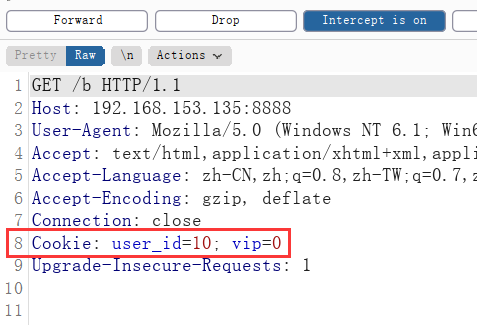 Forward Drop Intercept is on
Pretty Raw \n Actions
1 GET /b HTTP/1.1
2 Host: 192.168.153.135:8888
3 User-Agent: Mozilla/5.0 (Windows NT 6.1; Win6
4 Accept: text/html,application/xhtml+xml,appli
5 Accept-Language: zh-CN,zh;q=0.8,zh-TW;q=0.7,z
6 Accept-Encoding: gzip, deflate
7 Connection: close
8 Cookie: user_id=10; vip=0
9 Upgrade-Insecure-Requests: 1
10
11